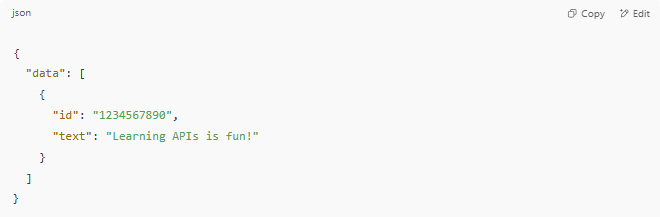 json
Copy
Edit
{
"data": [
{
"id": "1234567890",
"text": "Learning APIs is fun!"
}
]
}